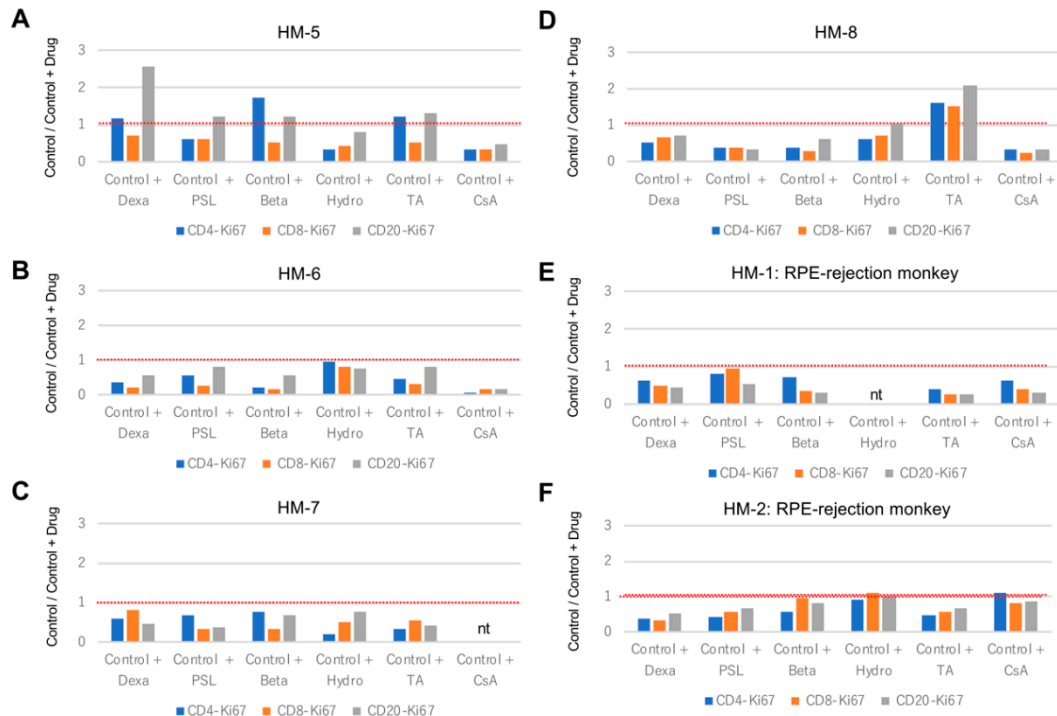 A
HM-5
Control / Control + Drug
3
2
1
0
Control + Control + Control + Control + Control + Control +
Dexa PSL Beta Hydro TA CsA
CD4-Ki67 CD8-Ki67 CD20-Ki67
B
HM-6
Control / Control + Drug
3
2
1
0
Control + Control + Control + Control + Control + Control +
Dexa PSL Beta Hydro TA CsA
CD4-Ki67 CD8-Ki67 CD20-Ki67
C
HM-7
Control / Control + Drug
3
2
1
0
nt
Control + Control + Control + Control + Control + Control +
Dexa PSL Beta Hydro TA CsA
CD4-Ki67 CD8-Ki67 CD20-Ki67
D
HM-8
Control / Control + Drug
3
2
1
0
Control + Control + Control + Control + Control + Control +
Dexa PSL Beta Hydro TA CsA
CD4-Ki67 CD8-Ki67 CD20-Ki67
E
HM-1: RPE-rejection monkey
Control / Control + Drug
3
2
1
0
nt
Control + Control + Control + Control + Control + Control +
Dexa PSL Beta Hydro TA CsA
CD4-Ki67 CD8-Ki67 CD20-Ki67
F
HM-2: RPE-rejection monkey
Control / Control + Drug
3
2
1
0
Control + Control + Control + Control + Control + Control +
Dexa PSL Beta Hydro TA CsA
CD4-Ki67 CD8-Ki67 CD20-Ki67